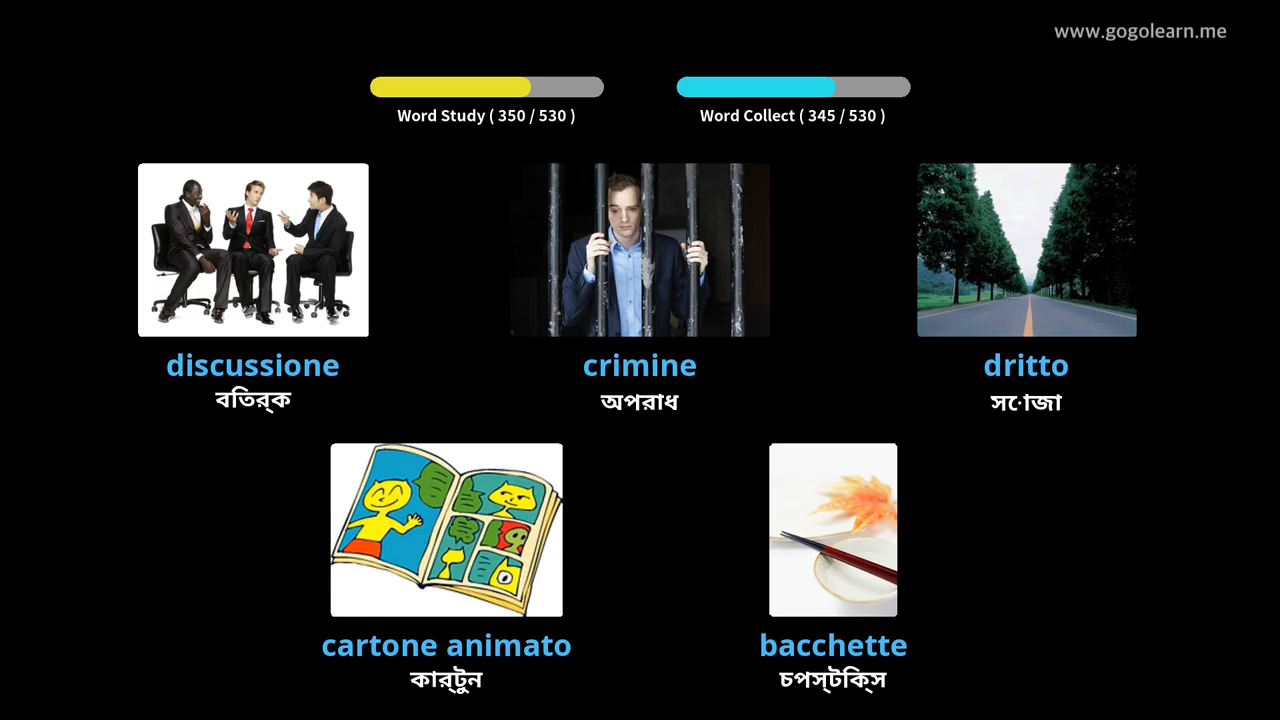 www.gogolearn.me
Word Study ( 350 / 530 )
Word Collect ( 345 / 530 )
discussione
crimine
dritto
বিতর্ক
অপরাধ
সোজা
cartone animato
bacchette
কার্টুন
চপস্টিক্স